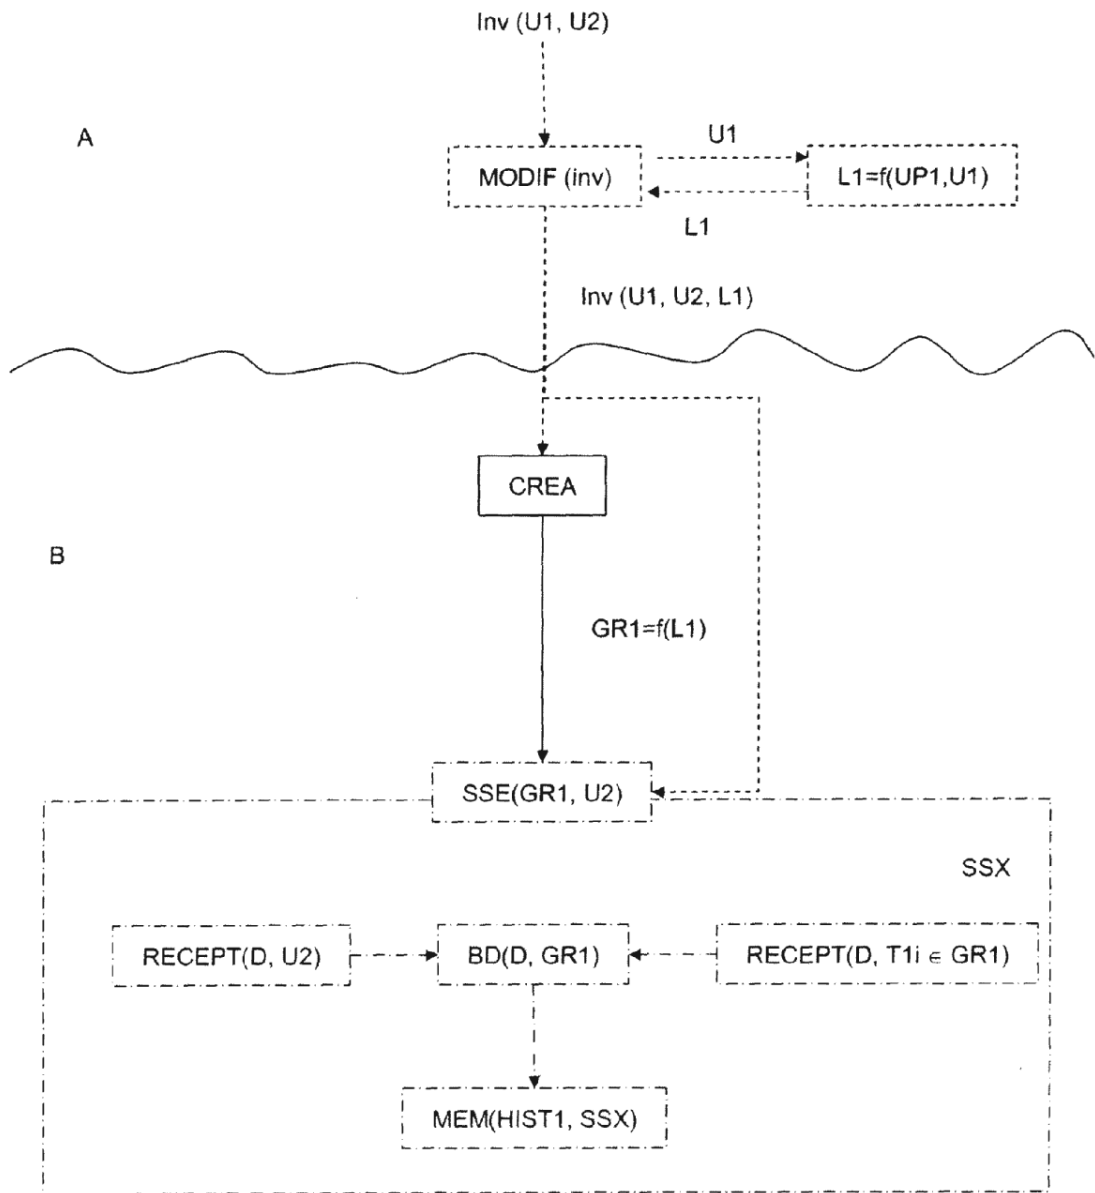 Inv (U1, U2)
A
U1
MODIF (inv)
L1=f(UP1,U1)
L1
Inv (U1, U2, L1)
CREA
B
GR1=f(L1)
SSE(GR1, U2)
SSX
RECEPT(D, U2)
BD(D, GR1)
RECEPT(D, T1i ∈ GR1)
MEM(HIST1, SSX)